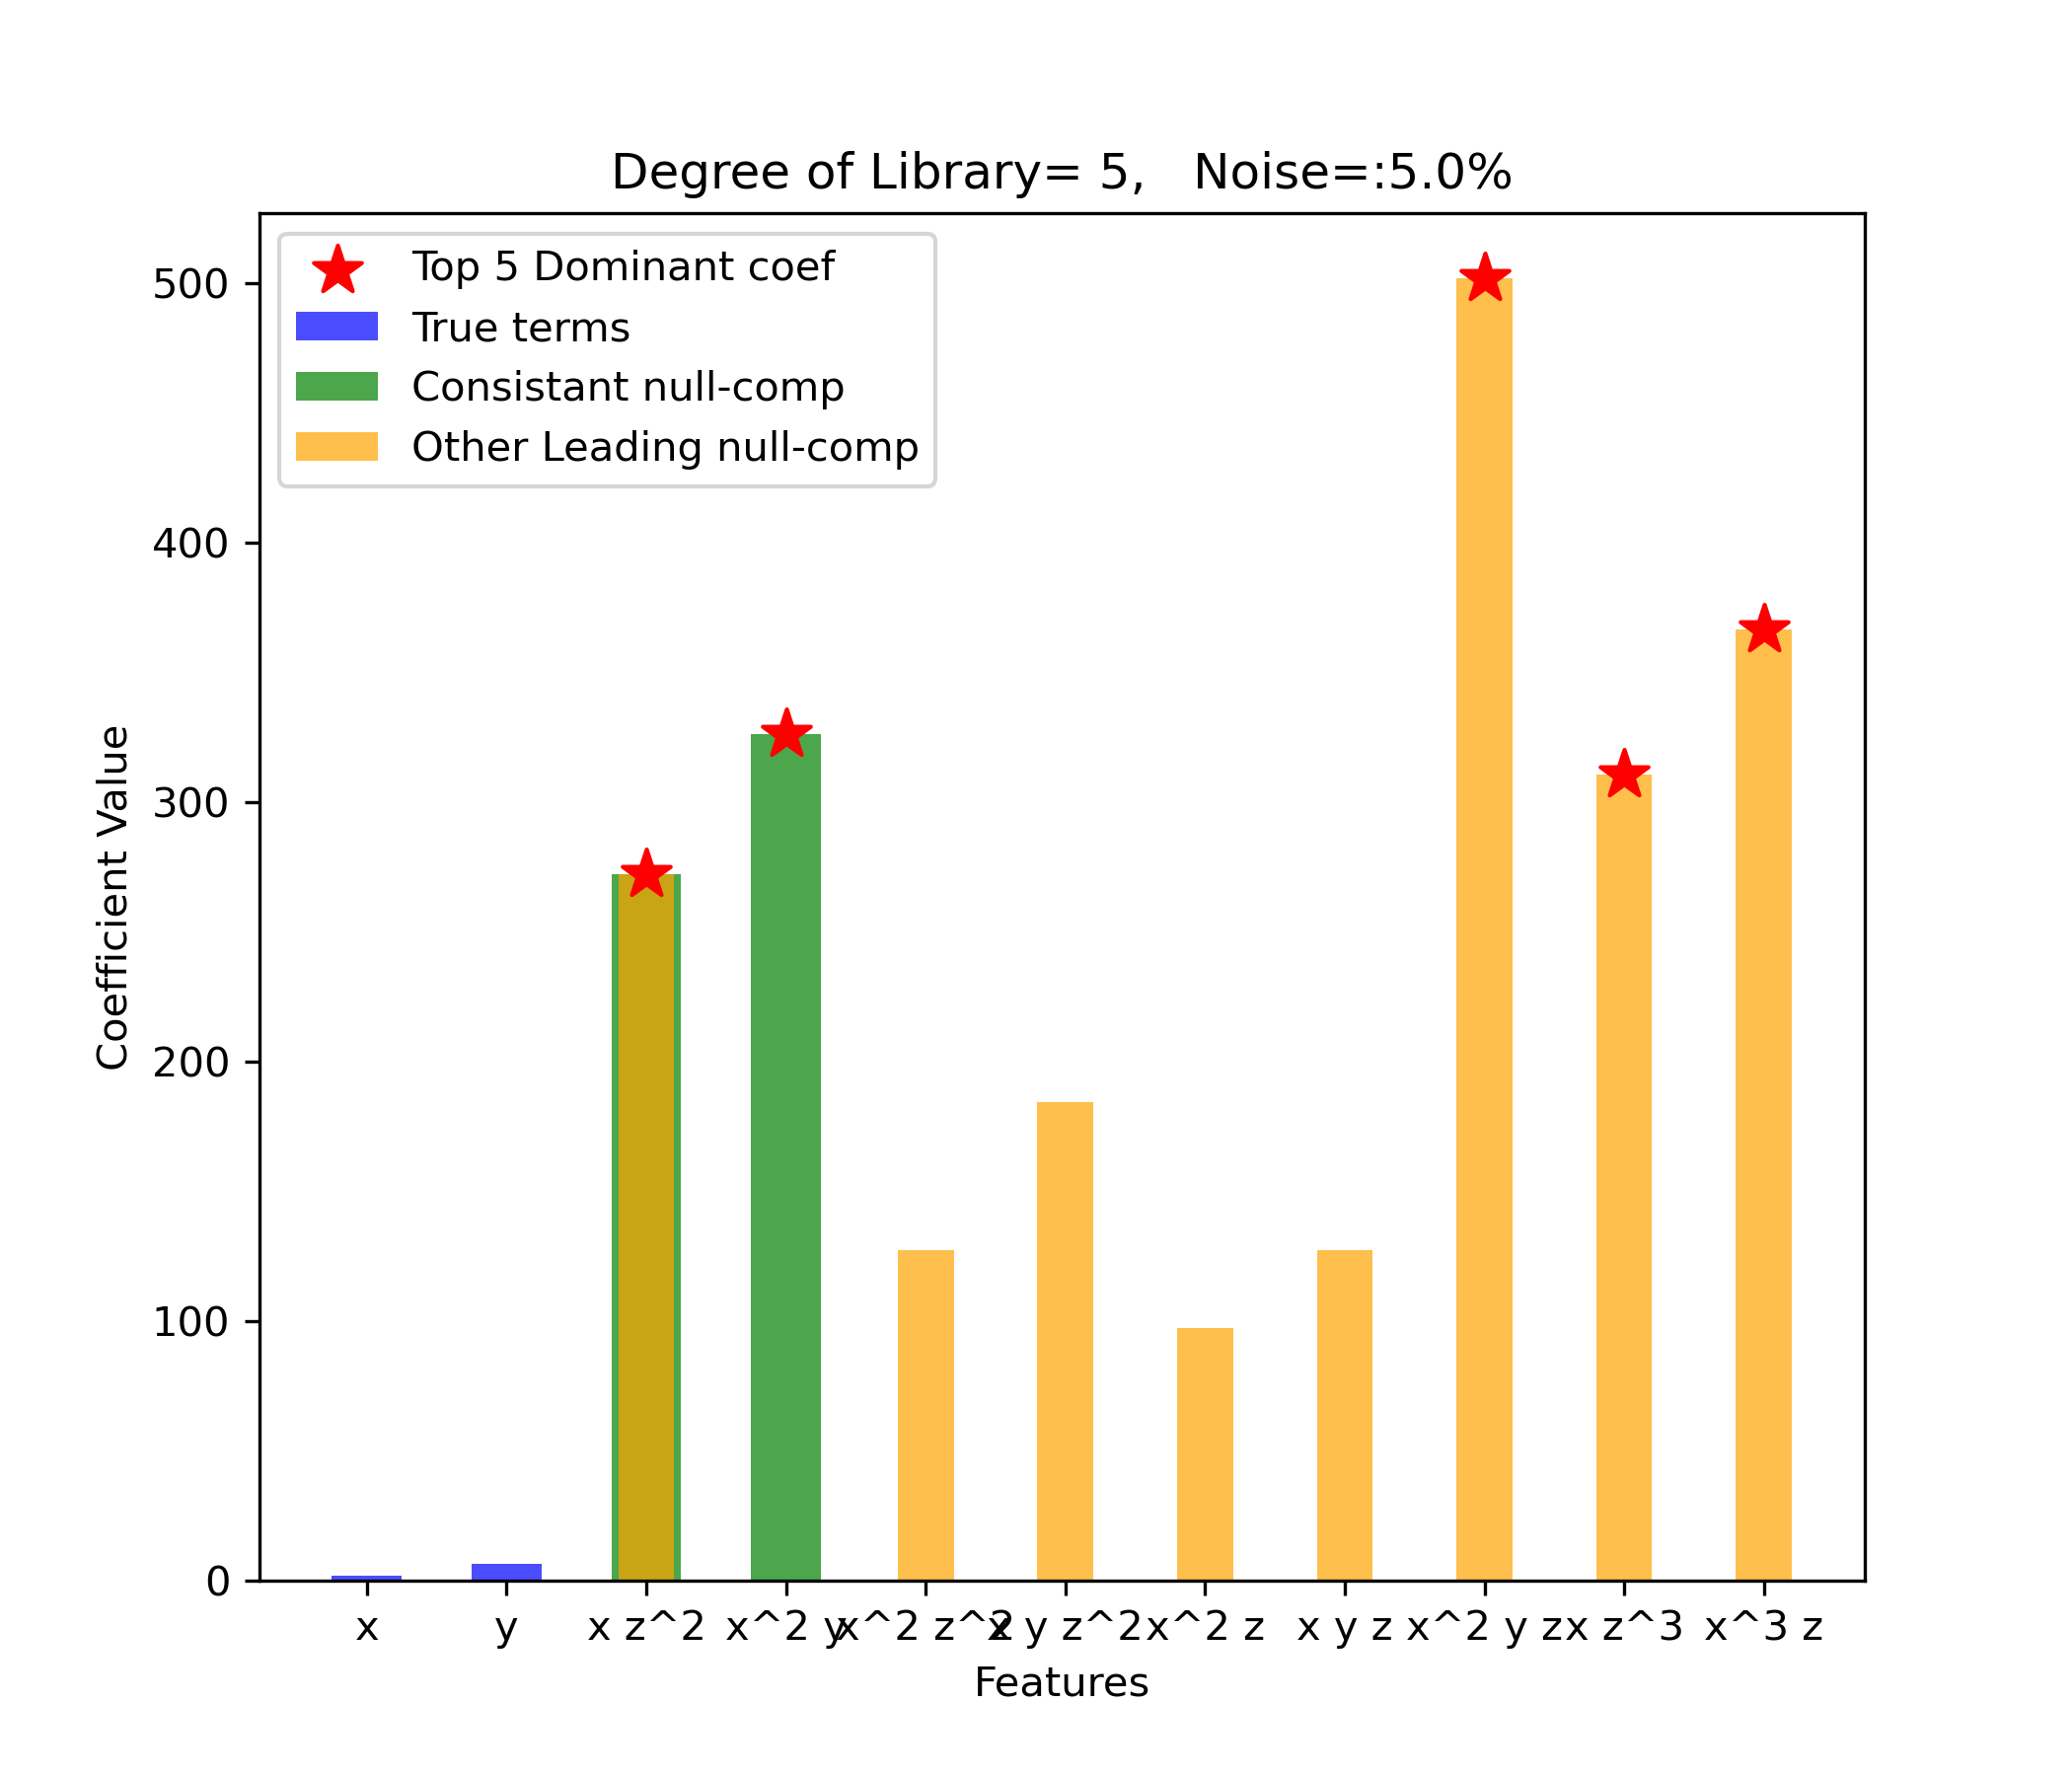 Degree of Library= 5,   Noise=:5.0%
Top 5 Dominant coef
True terms
Consistant null-comp
Other Leading null-comp
500
400
300
200
100
0
Coefficient Value
x y x z^2 x^2 y x^2 z^2 x y z^2 x^2 z x y z x^2 y z x z^3 x^3 z
Features